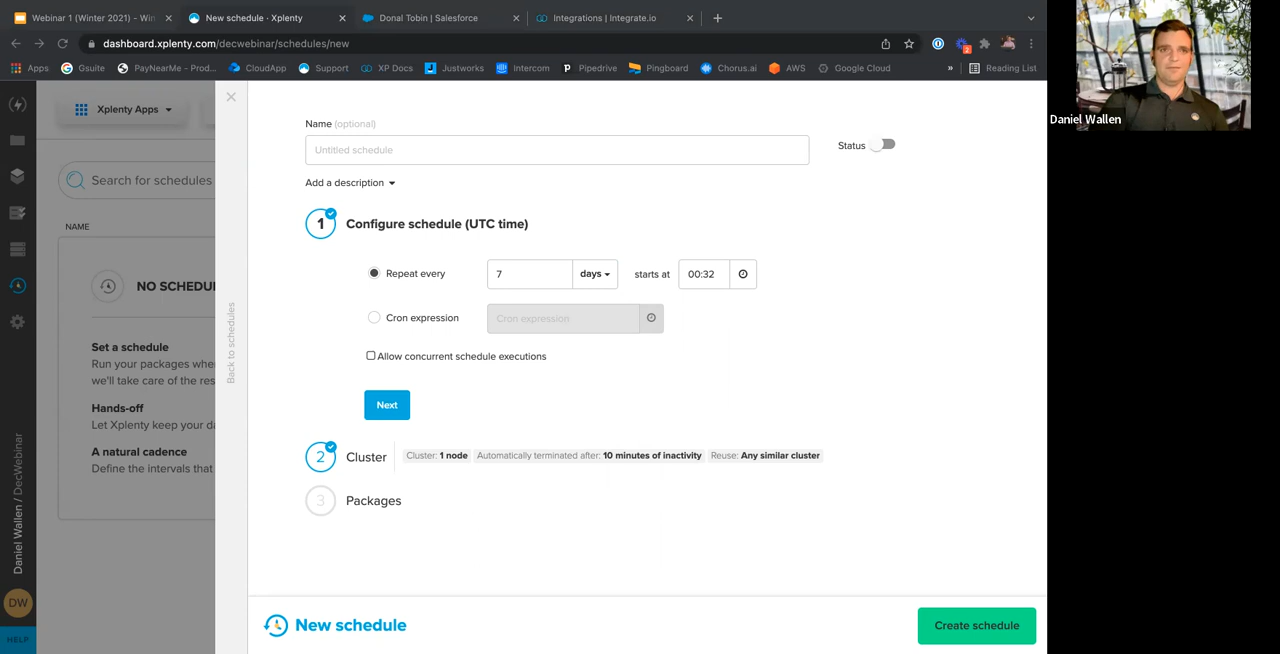 Webinar 1 (Winter 2021) - Win
New schedule · Xplenty
Donal Tobin | Salesforce
Integrations | Integrate.io
dashboard.xplenty.com/decwebinar/schedules/new
2
Apps
Gsuite
PayNearMe - Prod...
CloudApp
Support
XP Docs
Justworks
Intercom
Pipedrive
Pingboard
Chorus.ai
AWS
Google Cloud
»
Reading List
Daniel Wallen
Xplenty Apps
Search for schedules
NAME
NO SCHEDU
Set a schedule
Run your packages whe
we'll take care of the res
Hands-off
Let Xplenty keep your da
A natural cadence
Define the intervals that
Daniel Wallen / DecWebinar
DW
HELP
Back to schedules
Name (optional)
Untitled schedule
Status
Add a description
1 Configure schedule (UTC time)
Repeat every 7 days starts at 00:32
Cron expression Cron expression
Allow concurrent schedule executions
Next
2 Cluster Cluster: 1 node Automatically terminated after: 10 minutes of inactivity Reuse: Any similar cluster
3 Packages
New schedule
Create schedule